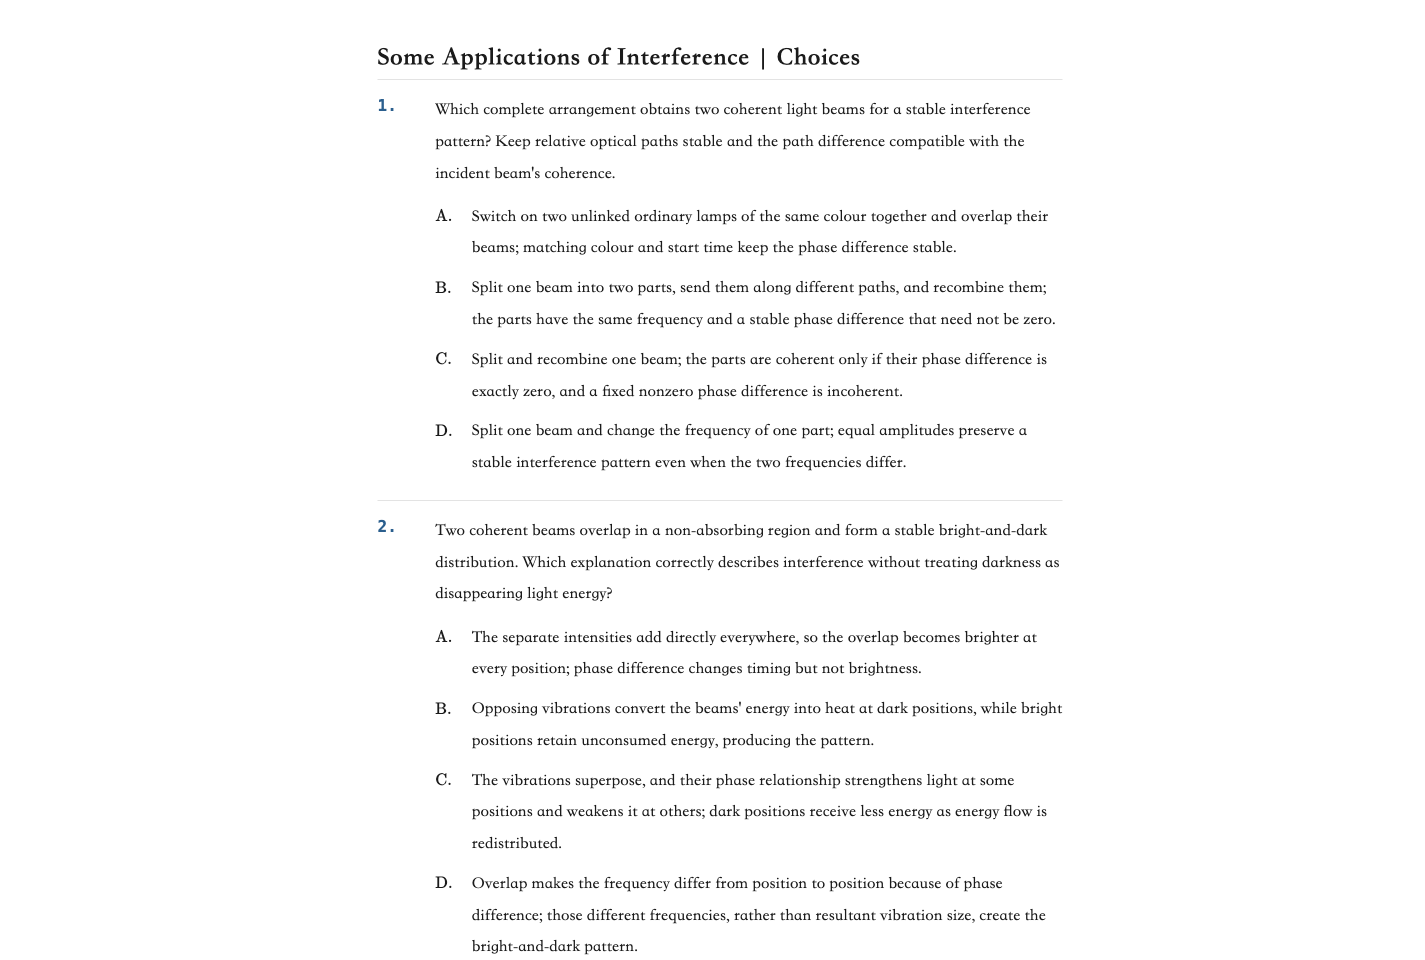 Some Applications of Interference | Choices
1.
Which complete arrangement obtains two coherent light beams for a stable interference
pattern? Keep relative optical paths stable and the path difference compatible with the
incident beam's coherence.
A. Switch on two unlinked ordinary lamps of the same colour together and overlap their
beams; matching colour and start time keep the phase difference stable.
B. Split one beam into two parts, send them along different paths, and recombine them;
the parts have the same frequency and a stable phase difference that need not be zero.
C. Split and recombine one beam; the parts are coherent only if their phase difference is
exactly zero, and a fixed nonzero phase difference is incoherent.
D. Split one beam and change the frequency of one part; equal amplitudes preserve a
stable interference pattern even when the two frequencies differ.
2.
Two coherent beams overlap in a non-absorbing region and form a stable bright-and-dark
distribution. Which explanation correctly describes interference without treating darkness as
disappearing light energy?
A. The separate intensities add directly everywhere, so the overlap becomes brighter at
every position; phase difference changes timing but not brightness.
B. Opposing vibrations convert the beams' energy into heat at dark positions, while bright
positions retain unconsumed energy, producing the pattern.
C. The vibrations superpose, and their phase relationship strengthens light at some
positions and weakens it at others; dark positions receive less energy as energy flow is
redistributed.
D. Overlap makes the frequency differ from position to position because of phase
difference; those different frequencies, rather than resultant vibration size, create the
bright-and-dark pattern.